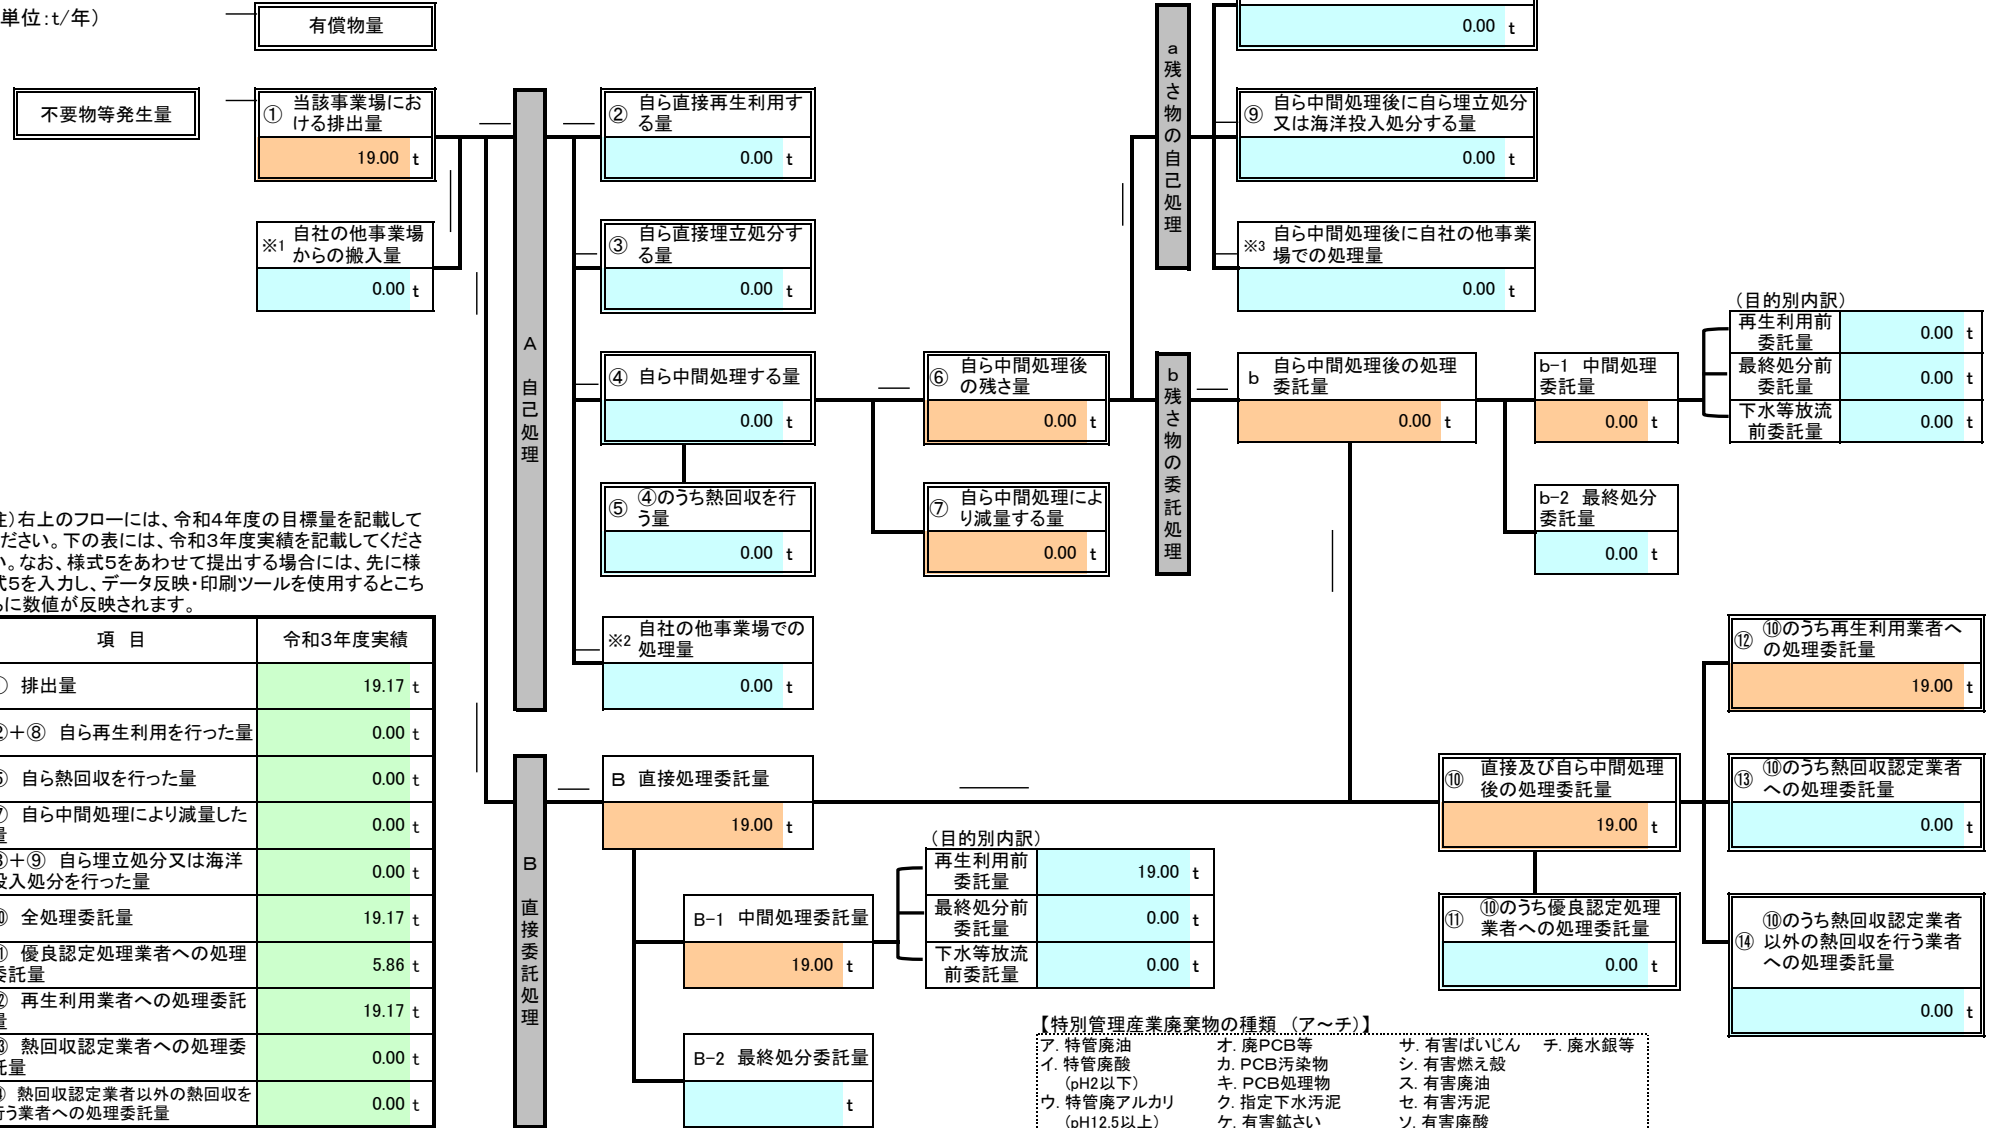 単位:t/年)
有償物量
不要物等発生量
① 当該事業場にお
ける排出量
19.00 t
※1 自社の他事業場
からの搬入量
0.00 t
A 自己処理
② 自ら直接再生利用す
る量
0.00 t
③ 自ら直接埋立処分す
る量
0.00 t
④ 自ら中間処理する量
0.00 t
⑤ ④のうち熱回収を行
う量
0.00 t
※2 自社の他事業場での
処理量
0.00 t
⑥ 自ら中間処理後
の残さ量
0.00 t
⑦ 自ら中間処理によ
り減量する量
0.00 t
a 残さ物の自己処理
0.00 t
⑨ 自ら中間処理後に自ら埋立処分
又は海洋投入処分する量
0.00 t
※3 自ら中間処理後に自社の他事業
場での処理量
0.00 t
b 残さ物の委託処理
b 自ら中間処理後の処理
委託量
0.00 t
b-1 中間処理
委託量
0.00 t
b-2 最終処分
委託量
0.00 t
(目的別内訳)
再生利用前
委託量
0.00 t
最終処分前
委託量
0.00 t
下水等放流
前委託量
0.00 t
)右上のフローには、令和4年度の目標量を記載して
ださい。下の表には、令和3年度実績を記載してくださ
。なお、様式5をあわせて提出する場合には、先に様
5を入力し、データ反映・印刷ツールを使用するとこち
に数値が反映されます。
項 目 令和3年度実績
排出量 19.17 t
+⑧ 自ら再生利用を行った量 0.00 t
自ら熱回収を行った量 0.00 t
自ら中間処理により減量した
量 0.00 t
+⑨ 自ら埋立処分又は海洋
投入処分を行った量 0.00 t
全処理委託量 19.17 t
優良認定処理業者への処理
委託量 5.86 t
再生利用業者への処理委託
量 19.17 t
熱回収認定業者への処理委
託量 0.00 t
熱回収認定業者以外の熱回収を
行う業者への処理委託量 0.00 t
B 直接委託処理
B 直接処理委託量
19.00 t
B-1 中間処理委託量
19.00 t
B-2 最終処分委託量
t
(目的別内訳)
再生利用前
委託量
19.00 t
最終処分前
委託量
0.00 t
下水等放流
前委託量
0.00 t
⑩ 直接及び自ら中間処理
後の処理委託量
19.00 t
⑪ ⑩のうち優良認定処理
業者への処理委託量
0.00 t
⑫ ⑩のうち再生利用業者へ
の処理委託量
19.00 t
⑬ ⑩のうち熱回収認定業者
への処理委託量
0.00 t
⑭ ⑩のうち熱回収認定業者
以外の熱回収を行う業者
への処理委託量
0.00 t
【特別管理産業廃棄物の種類 (ア~チ)】
ア. 特管廃油 オ. 廃PCB等 サ. 有害ばいじん チ. 廃水銀等
イ. 特管廃酸 カ. PCB汚染物 シ. 有害燃え殻
(pH2以下) キ. PCB処理物 ス. 有害廃油
ウ. 特管廃アルカリ ク. 指定下水汚泥 セ. 有害汚泥
(pH12.5以上) ケ. 有害鉱さい ソ. 有害廃酸